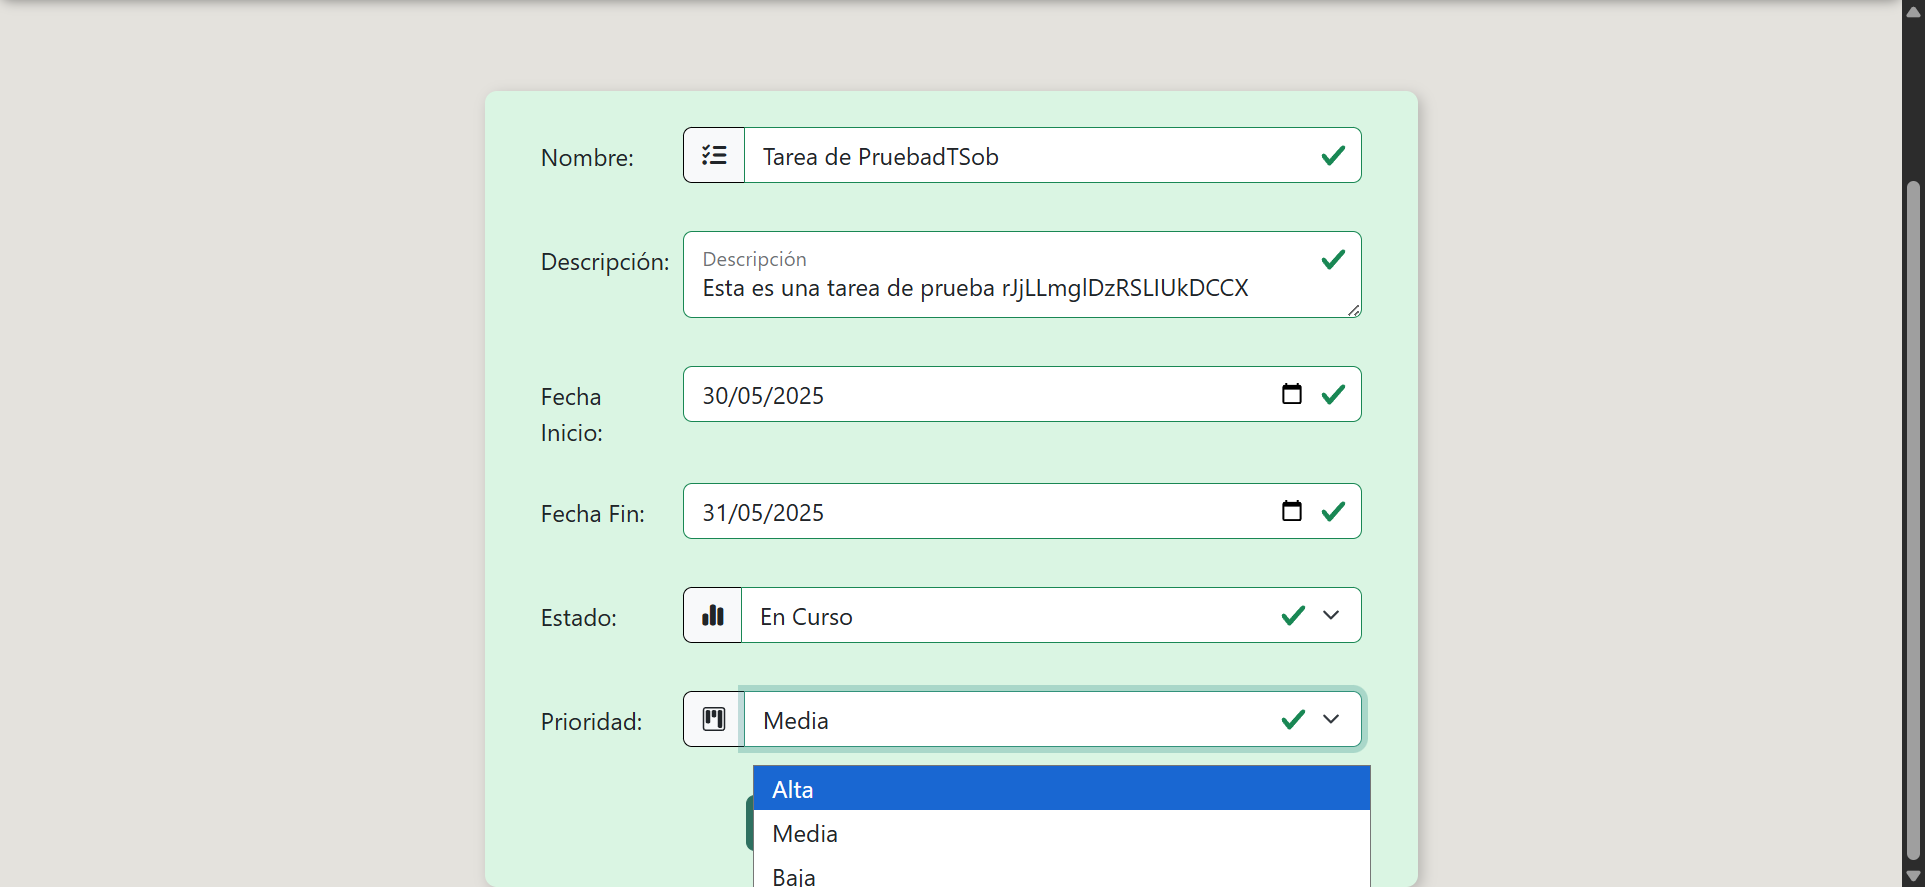 Nombre:
Tarea de PruebadTSob
Descripción:
Descripción
Esta es una tarea de prueba rJjLLmglDzRSLIUkDCCX
Fecha
Inicio:
30/05/2025
Fecha Fin:
31/05/2025
Estado:
En Curso
Prioridad:
Media
Alta
Media
Baja